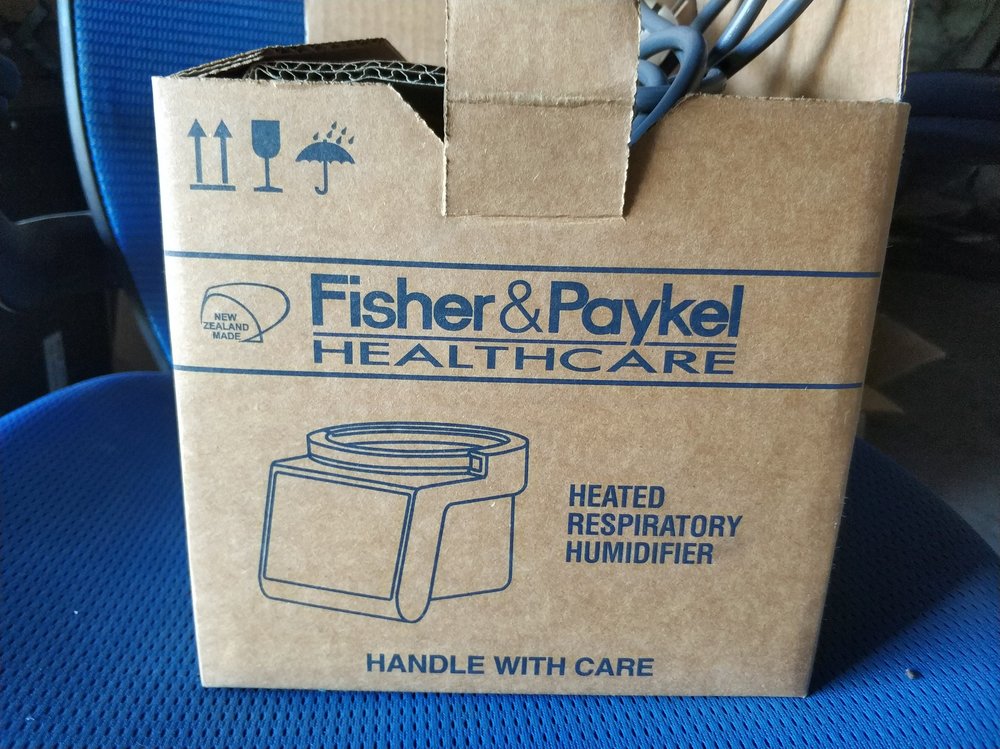 NEW
ZEALAND
MADE
Fisher&Paykel
HEALTHCARE
HEATED
RESPIRATORY
HUMIDIFIER
HANDLE WITH CARE